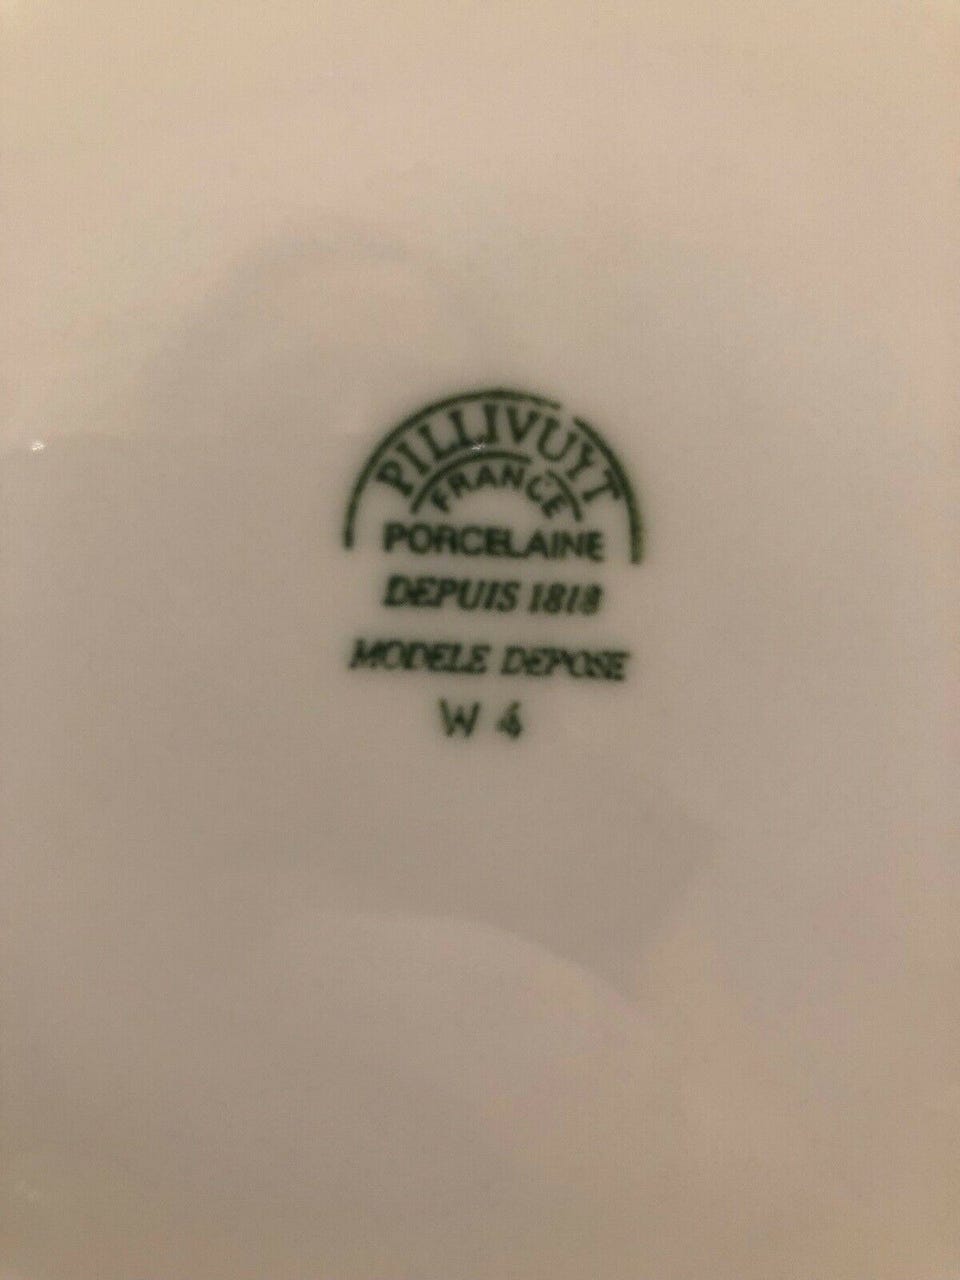 PILLIVUYT
FRANCE
PORCELAINE
DEPUIS 1818
MODELE DEPOSE
W 4